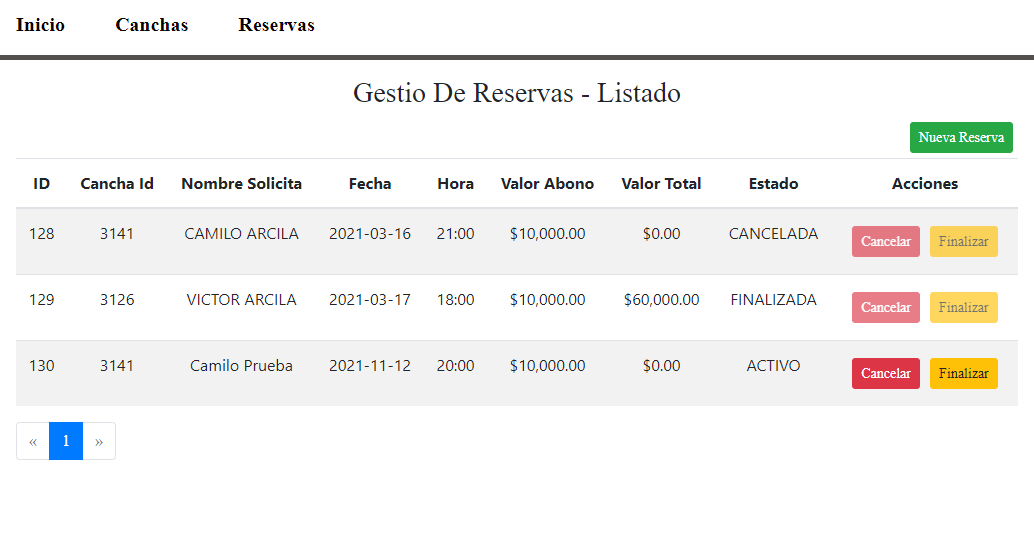 Inicio Canchas Reservas
Gestio De Reservas - Listado
Nueva Reserva
ID Cancha Id Nombre Solicita Fecha Hora Valor Abono Valor Total Estado Acciones
128 3141 CAMILO ARCILA 2021-03-16 21:00 $10,000.00 $0.00 CANCELADA Cancelar Finalizar
129 3126 VICTOR ARCILA 2021-03-17 18:00 $10,000.00 $60,000.00 FINALIZADA Cancelar Finalizar
130 3141 Camilo Prueba 2021-11-12 20:00 $10,000.00 $0.00 ACTIVO Cancelar Finalizar
« 1 »